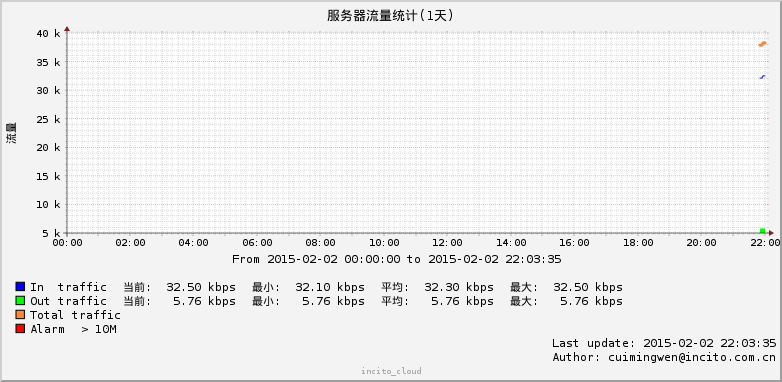 服务器流量统计(1天)
40 k
35 k
30 k
25 k
20 k
15 k
10 k
5 k
流量
00:00 02:00 04:00 06:00 08:00 10:00 12:00 14:00 16:00 18:00 20:00 22:00
From 2015-02-02 00:00:00 to 2015-02-02 22:03:35
In traffic 当前: 32.50 kbps 最小: 32.10 kbps 平均: 32.30 kbps 最大: 32.50 kbps
Out traffic 当前: 5.76 kbps 最小: 5.76 kbps 平均: 5.76 kbps 最大: 5.76 kbps
Total traffic
Alarm > 10M
Last update: 2015-02-02 22:03:35
Author: cuimingwen@incito.com.cn
incito_cloud